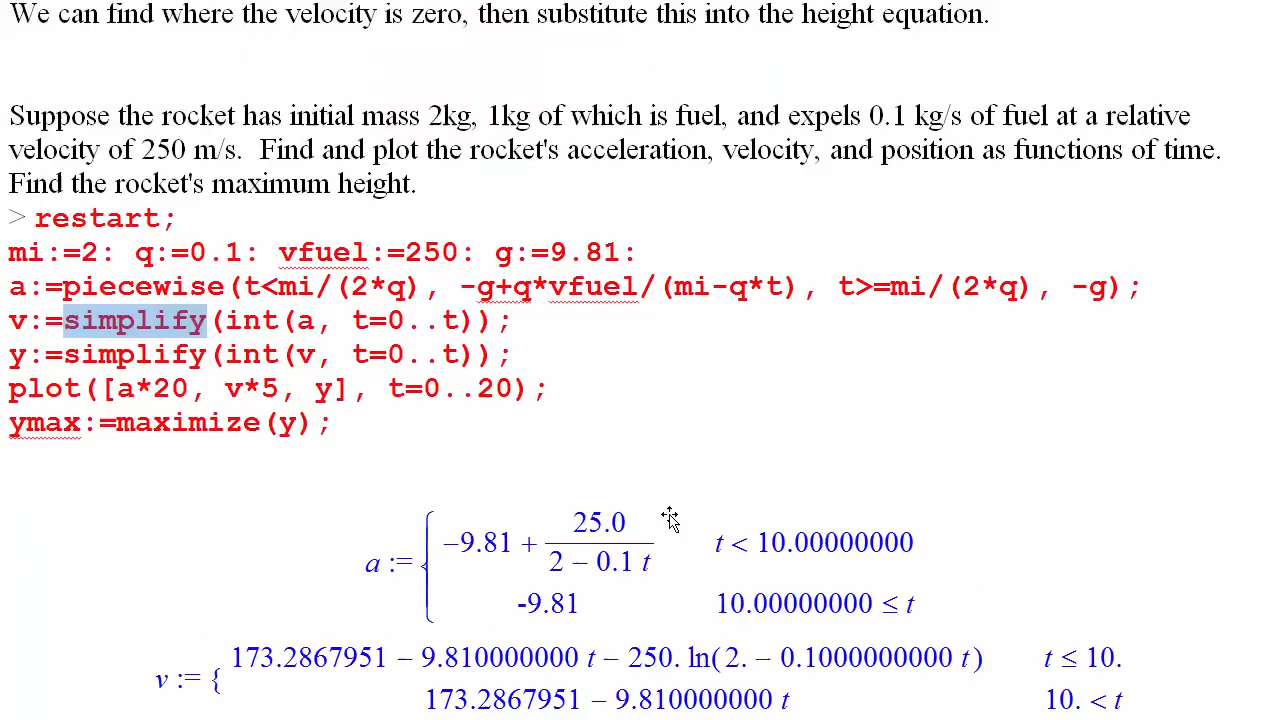 We can find where the velocity is zero, then substitute this into the height equation.
Suppose the rocket has initial mass 2kg, 1kg of which is fuel, and expels 0.1 kg/s of fuel at a relative
velocity of 250 m/s.  Find and plot the rocket's acceleration, velocity, and position as functions of time.
Find the rocket's maximum height.
> restart;
mi:=2: q:=0.1: vfuel:=250: g:=9.81:
a:=piecewise(t<mi/(2*q), -g+q*vfuel/(mi-q*t), t>=mi/(2*q), -g);
v:=simplify(int(a, t=0..t));
y:=simplify(int(v, t=0..t));
plot([a*20, v*5, y], t=0..20);
ymax:=maximize(y);
a := { −9.81 + 25.0 / (2 − 0.1 t)   t < 10.00000000
-9.81   10.00000000 ≤ t
v := { 173.2867951 − 9.810000000 t − 250. ln(2. − 0.1000000000 t)   t ≤ 10.
173.2867951 − 9.810000000 t   10. < t